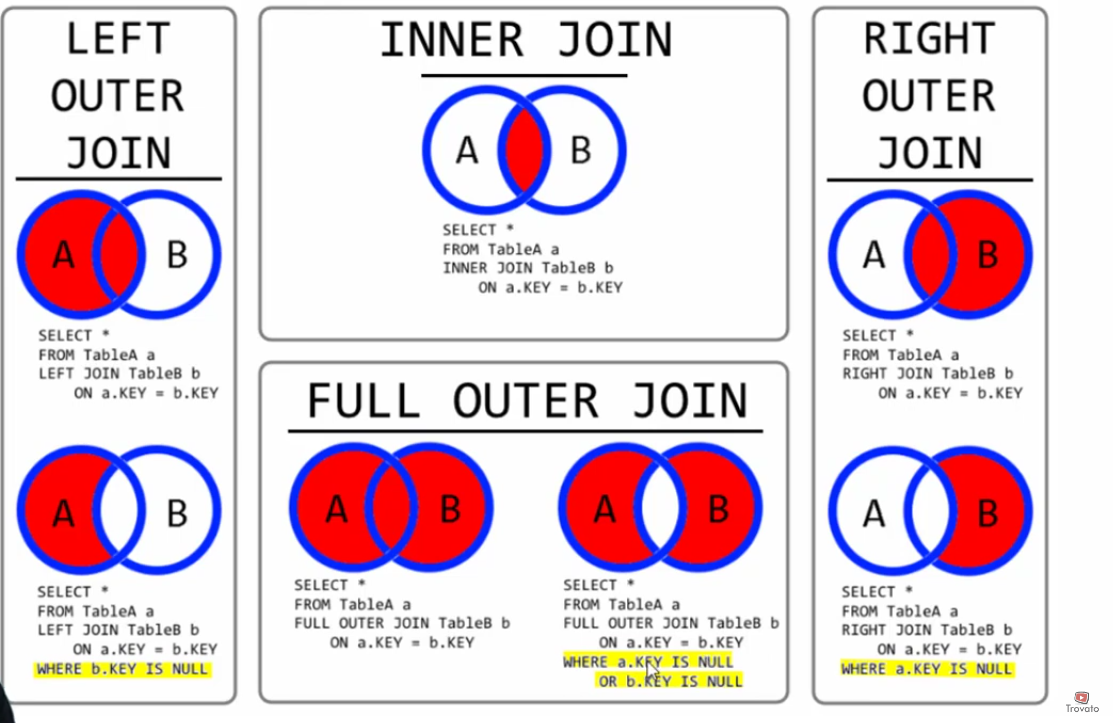 LEFT
OUTER
JOIN
A
B
SELECT *
FROM TableA a
LEFT JOIN TableB b
ON a.KEY = b.KEY
A
B
SELECT *
FROM TableA a
LEFT JOIN TableB b
ON a.KEY = b.KEY
WHERE b.KEY IS NULL
INNER JOIN
A
B
SELECT *
FROM TableA a
INNER JOIN TableB b
ON a.KEY = b.KEY
FULL OUTER JOIN
A
B
SELECT *
FROM TableA a
FULL OUTER JOIN TableB b
ON a.KEY = b.KEY
A
B
SELECT *
FROM TableA a
FULL OUTER JOIN TableB b
ON a.KEY = b.KEY
WHERE a.KEY IS NULL
OR b.KEY IS NULL
RIGHT
OUTER
JOIN
A
B
SELECT *
FROM TableA a
RIGHT JOIN TableB b
ON a.KEY = b.KEY
A
B
SELECT *
FROM TableA a
RIGHT JOIN TableB b
ON a.KEY = b.KEY
WHERE a.KEY IS NULL
Trovato